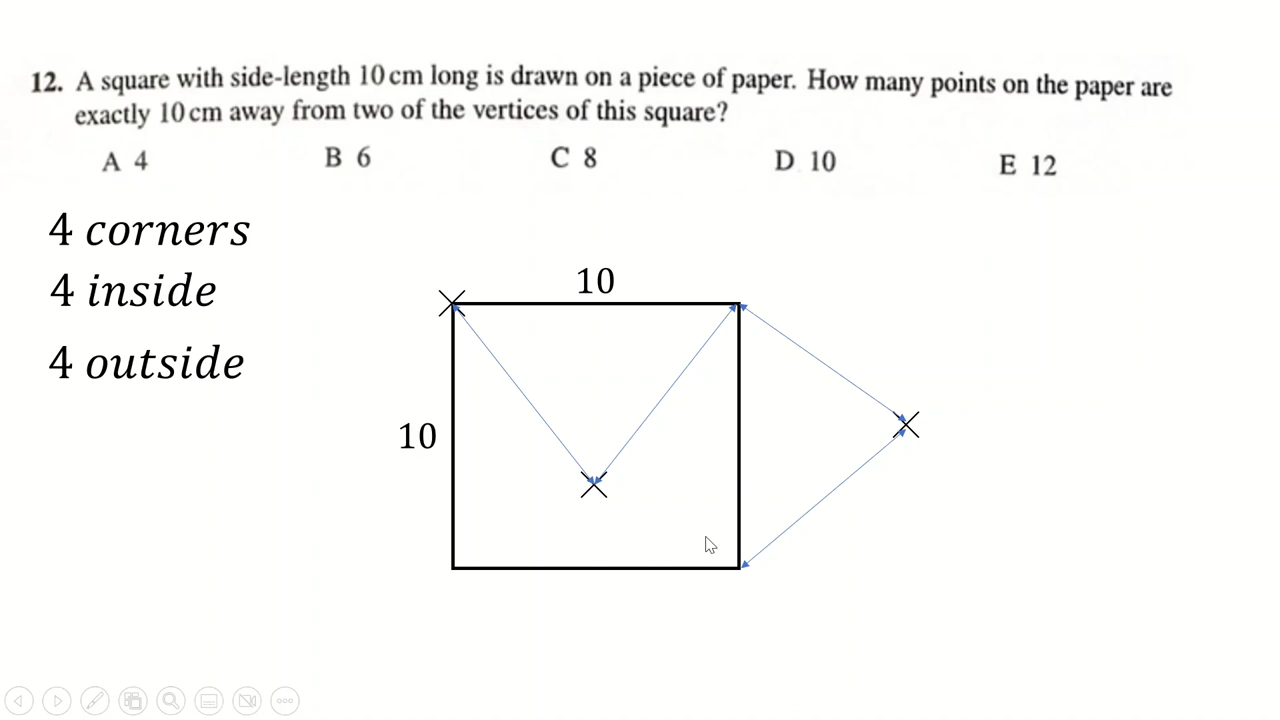 12. A square with side-length 10 cm long is drawn on a piece of paper. How many points on the paper are
exactly 10 cm away from two of the vertices of this square?
A 4 B 6 C 8 D 10 E 12
4 corners
4 inside
4 outside
10
10